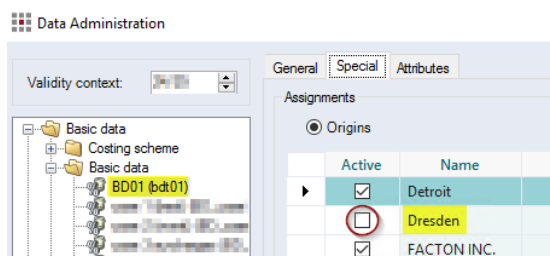 Data Administration
Validity context:
General Special Attributes
Assignments
Origins
Basic data
Costing scheme
Basic data
BD01 (bdt01)
Active Name
Detroit
Dresden
FACTON INC.